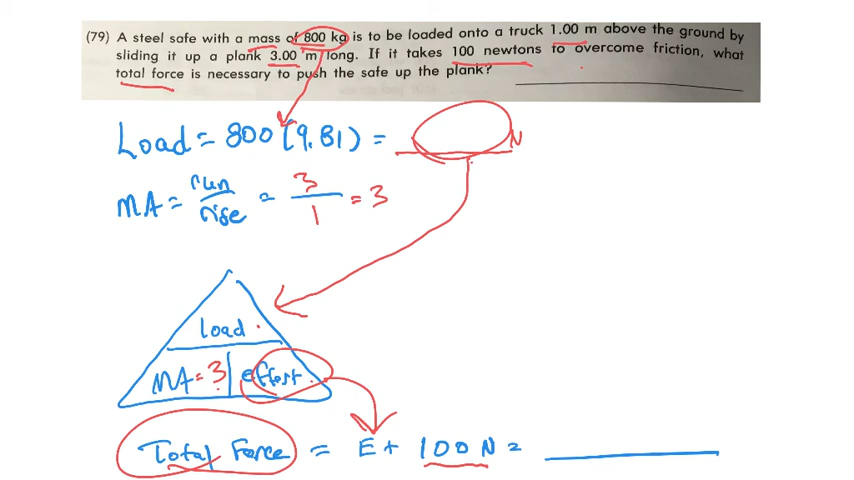 (79) A steel safe with a mass of 800 kg is to be loaded onto a truck 1.00 m above the ground by
sliding it up a plank 3.00 m long. If it takes 100 newtons to overcome friction, what
total force is necessary to push the safe up the plank?
Load = 800 (9.81) = N
MA = run/rise = 3/1 = 3
load
MA = 3 effort
Total Force = E + 100 N =